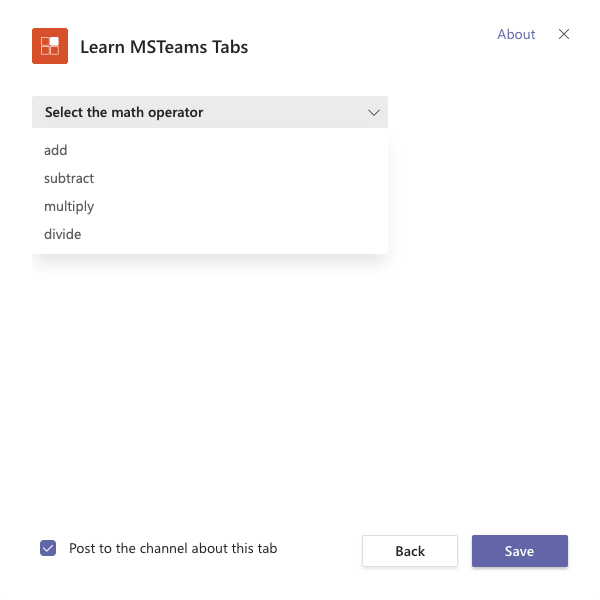 Learn MSTeams Tabs
About
Select the math operator
add
subtract
multiply
divide
Post to the channel about this tab
Back
Save